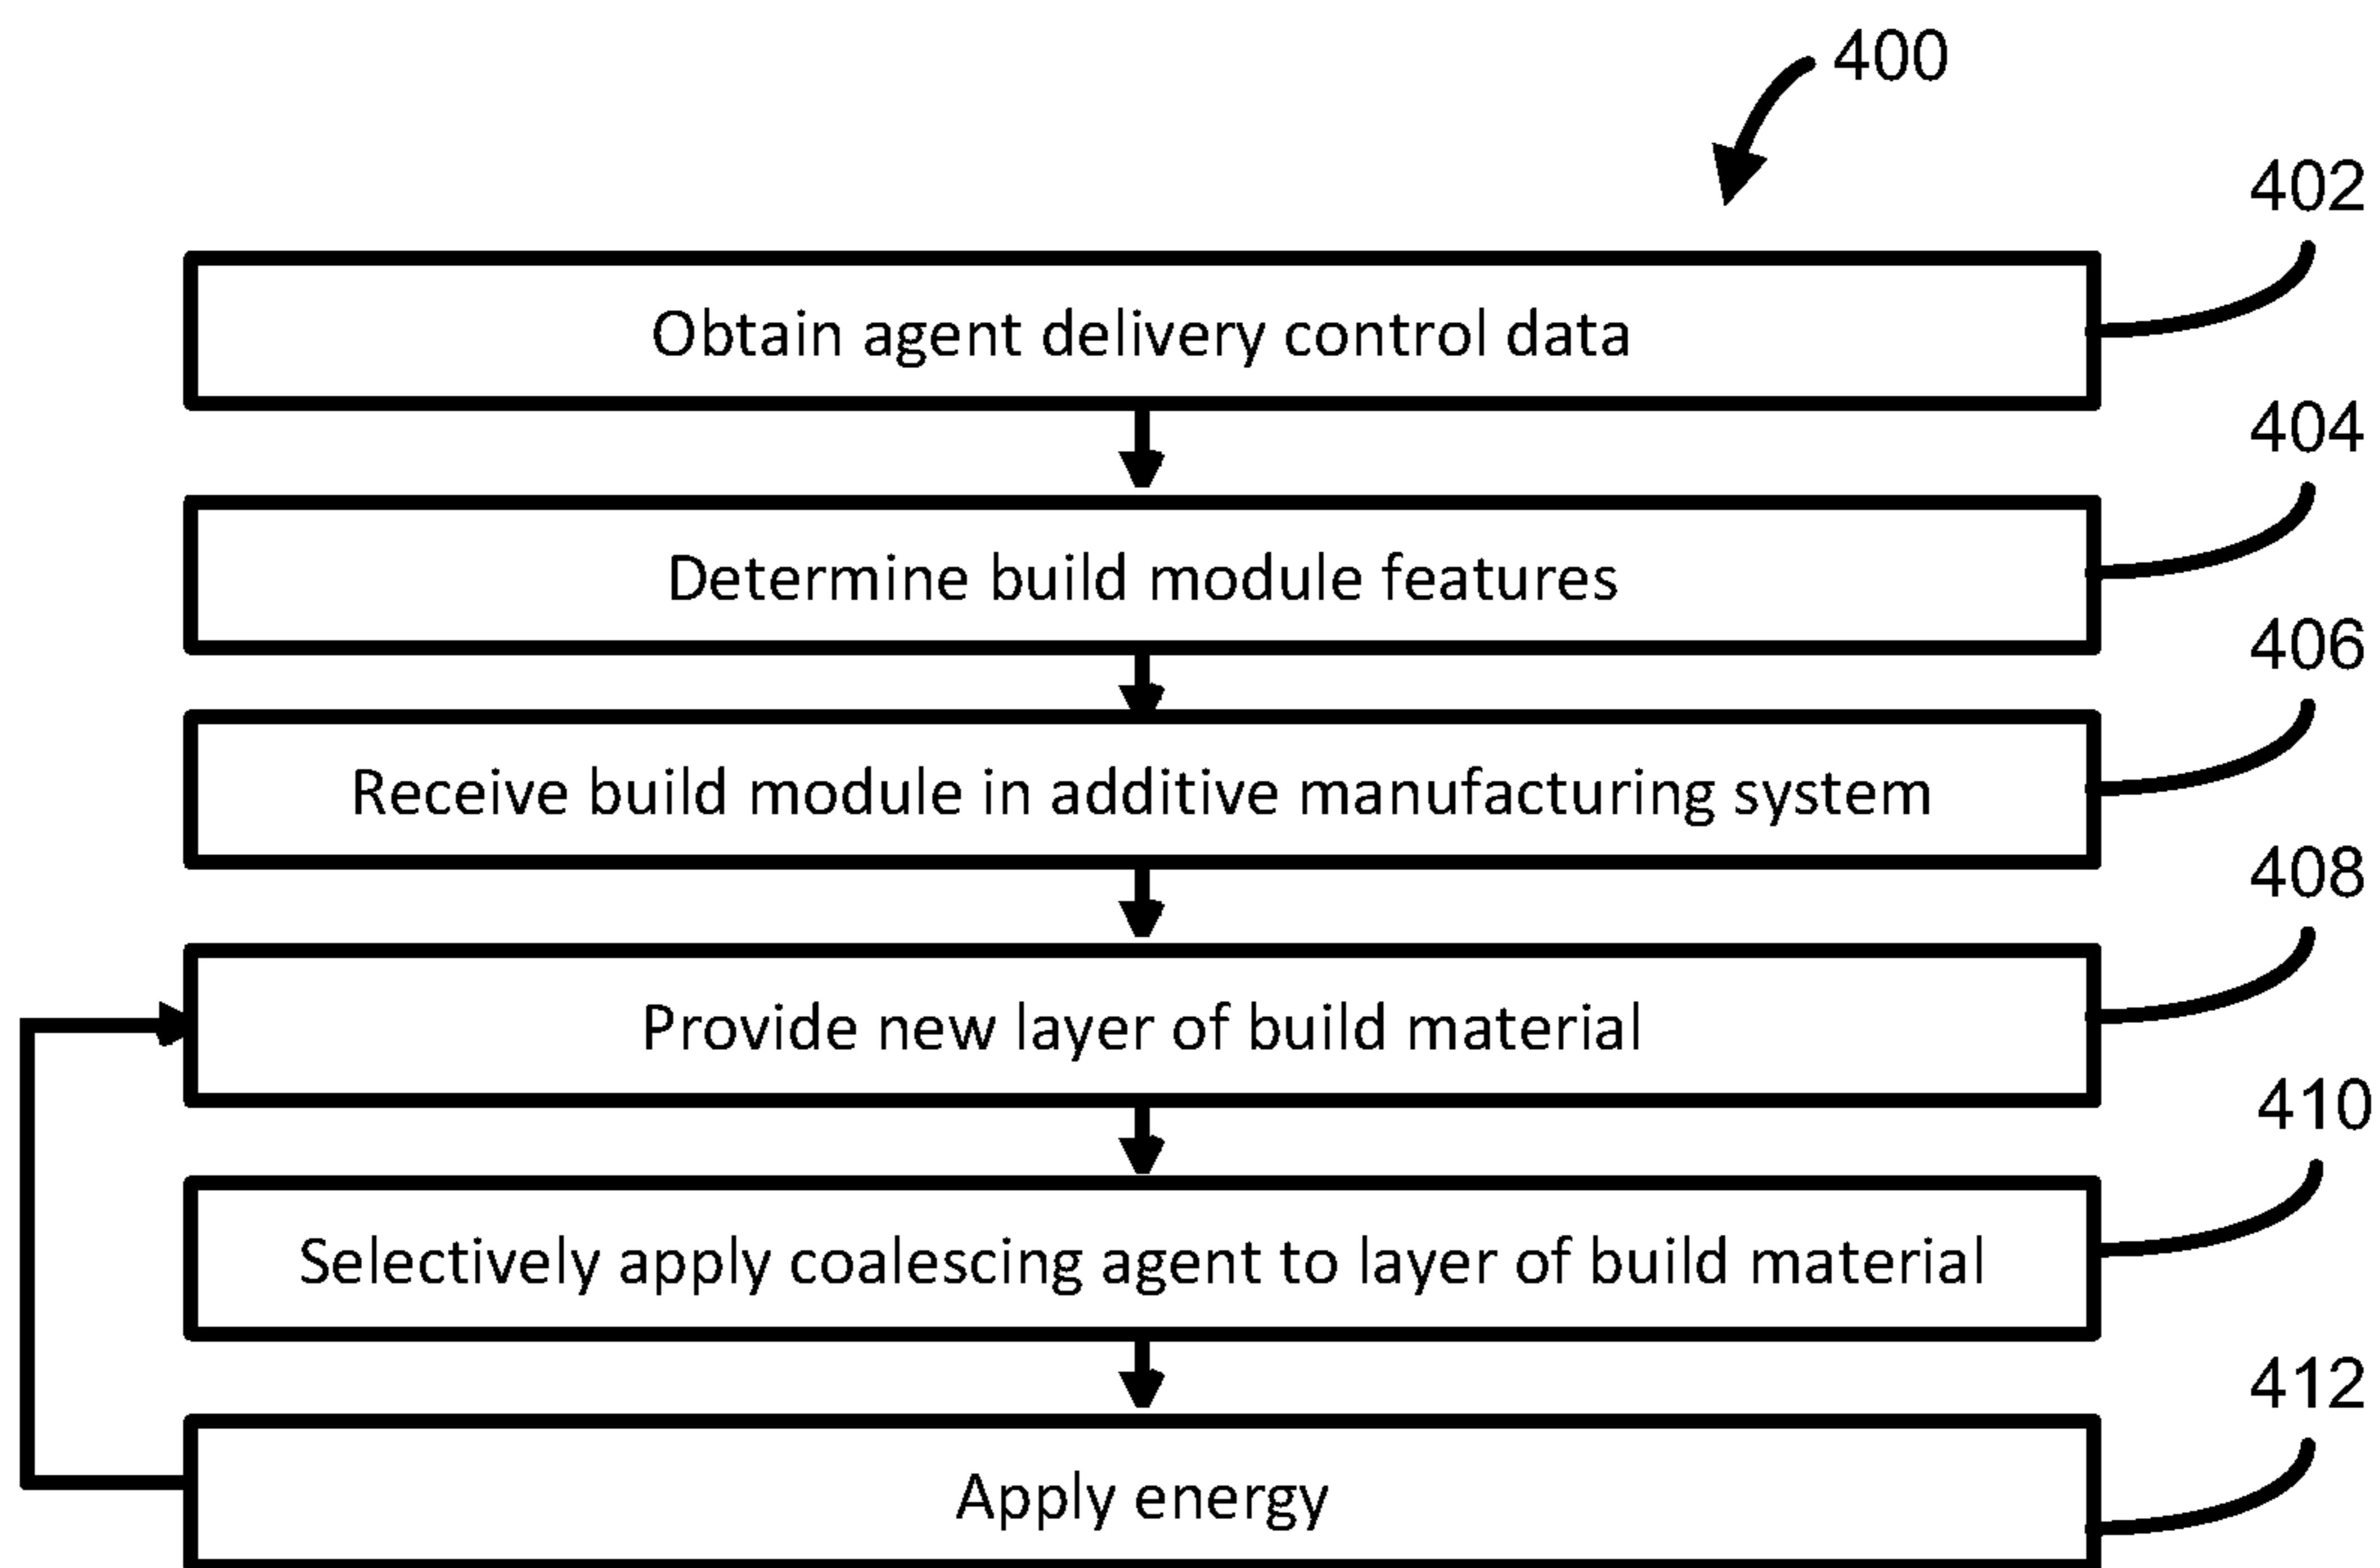 400
402
Obtain agent delivery control data
404
Determine build module features
406
Receive build module in additive manufacturing system
408
Provide new layer of build material
410
Selectively apply coalescing agent to layer of build material
412
Apply energy